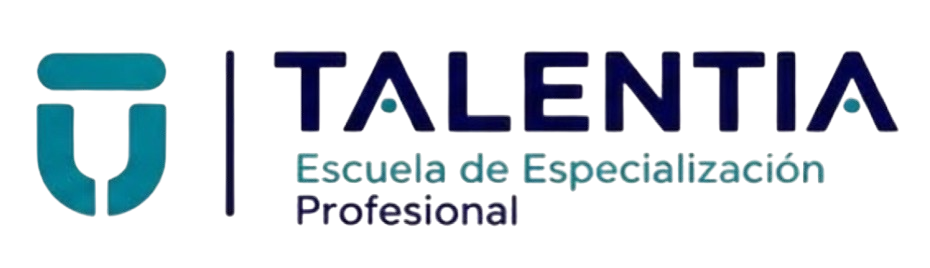 TALENTIA
Escuela de Especialización
Profesional